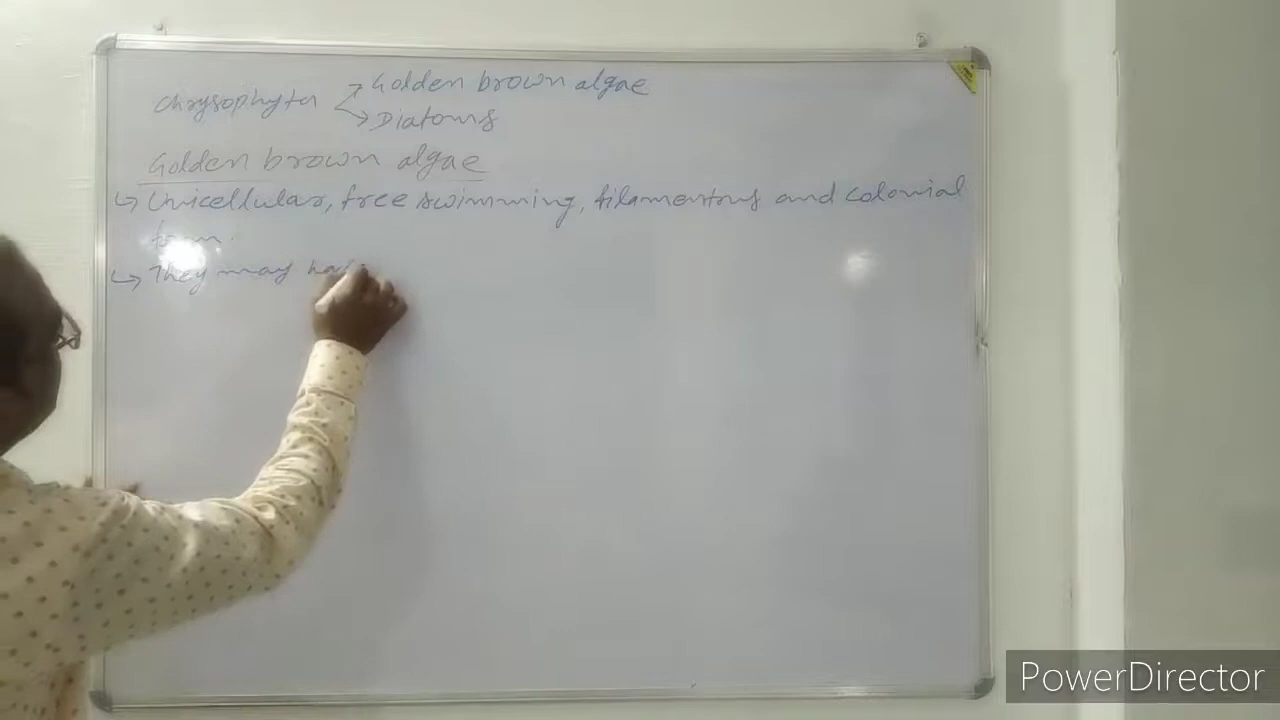 Chrysophyta
Golden brown algae
Diatoms
Golden brown algae
Unicellular, free swimming, filamentous and colonial
form.
They may
PowerDirector